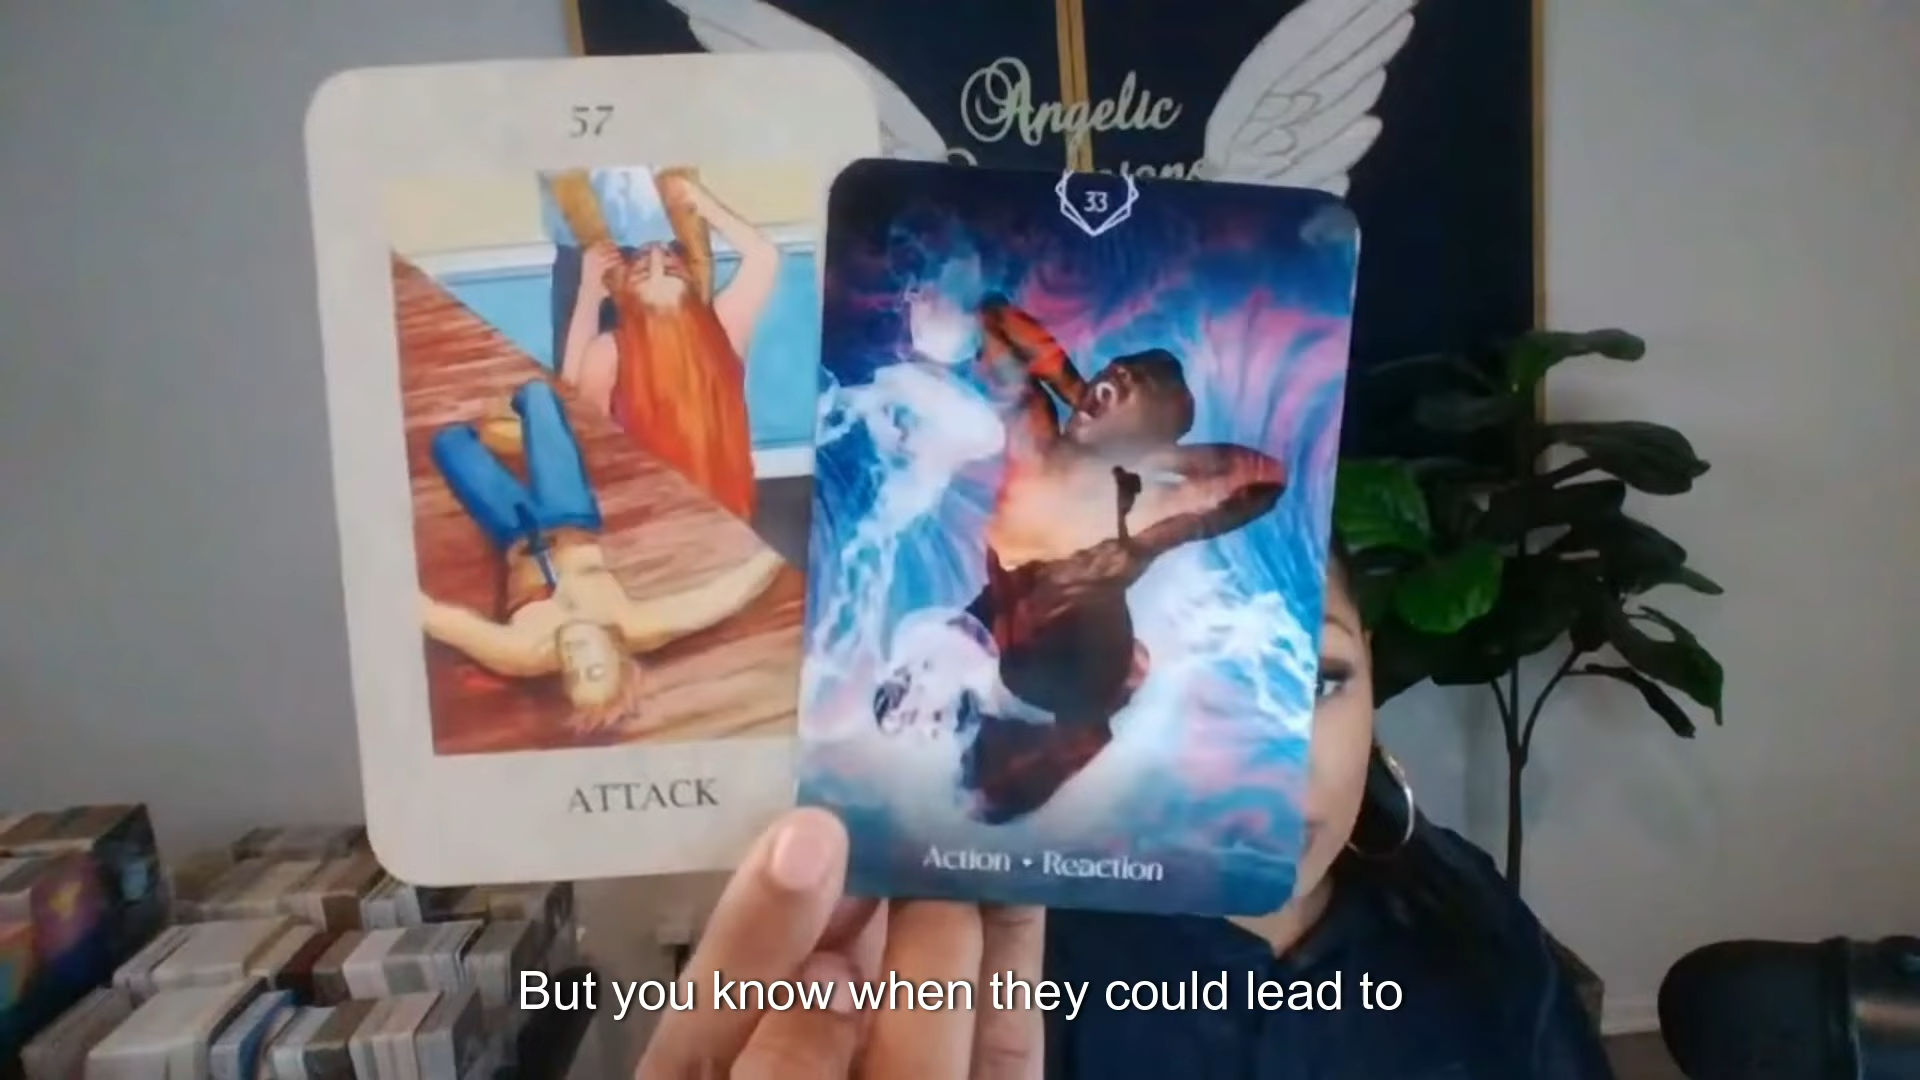 57
Angelic
33
ATTACK
Action • Reaction
But you know when they could lead to